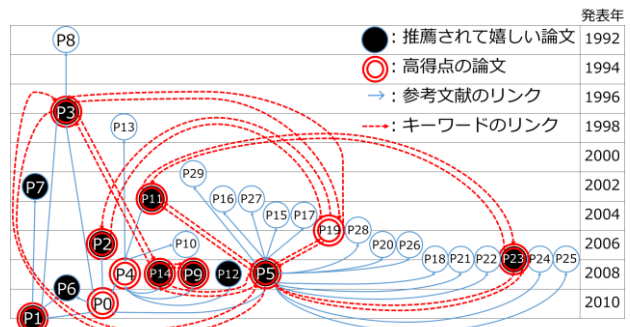 発表年
P8
●: 推薦されて嬉しい論文
1992
◎: 高得点の論文
1994
→: 参考文献のリンク
1996
P3
P13
⇢: キーワードのリンク
1998
2000
P29
P7
P11
P16
P27
2002
P15
P17
2004
P2
P10
P19
P28
P20
P26
2006
P4
P14
P9
P12
P5
P18
P21
P22
P23
P24
P25
2008
P6
P0
P1
2010